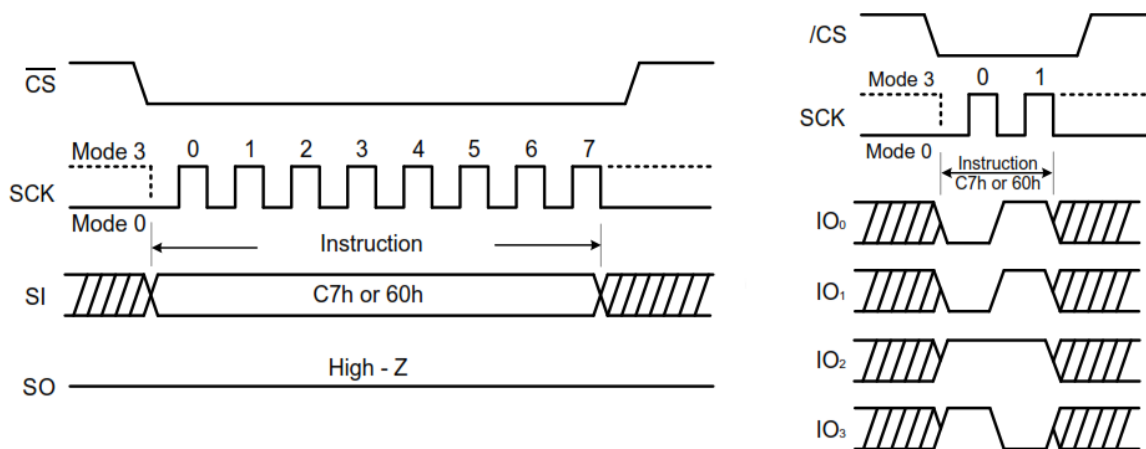 CS
Mode 3
0 1 2 3 4 5 6 7
SCK
Mode 0
Instruction
SI
C7h or 60h
High - Z
SO
/CS
Mode 3
0 1
SCK
Mode 0
Instruction
C7h or 60h
IO₀
IO₁
IO₂
IO₃